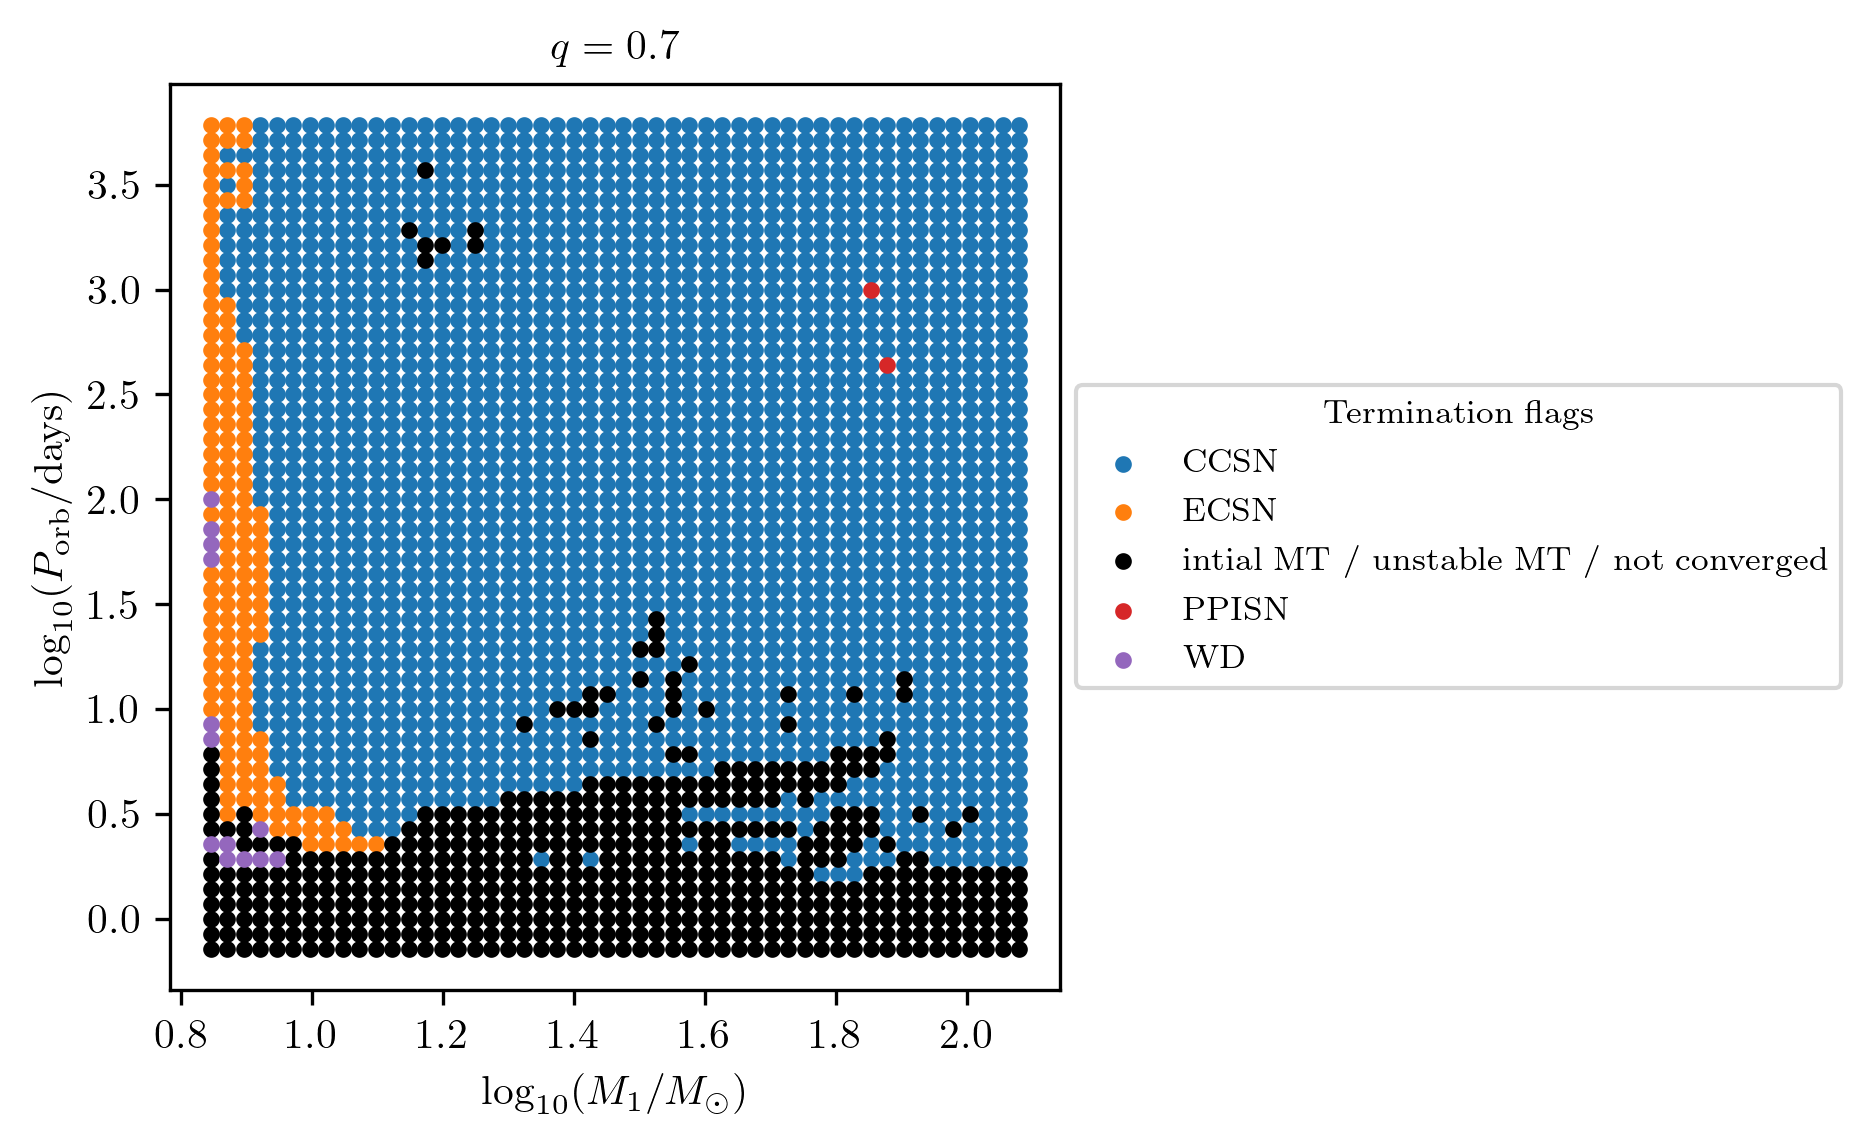 q = 0.7
3.5
3.0
2.5
2.0
1.5
1.0
0.5
0.0
log10(Porb/days)
0.8 1.0 1.2 1.4 1.6 1.8 2.0
log10(M1/M⊙)
Termination flags
CCSN
ECSN
intial MT / unstable MT / not converged
PPISN
WD